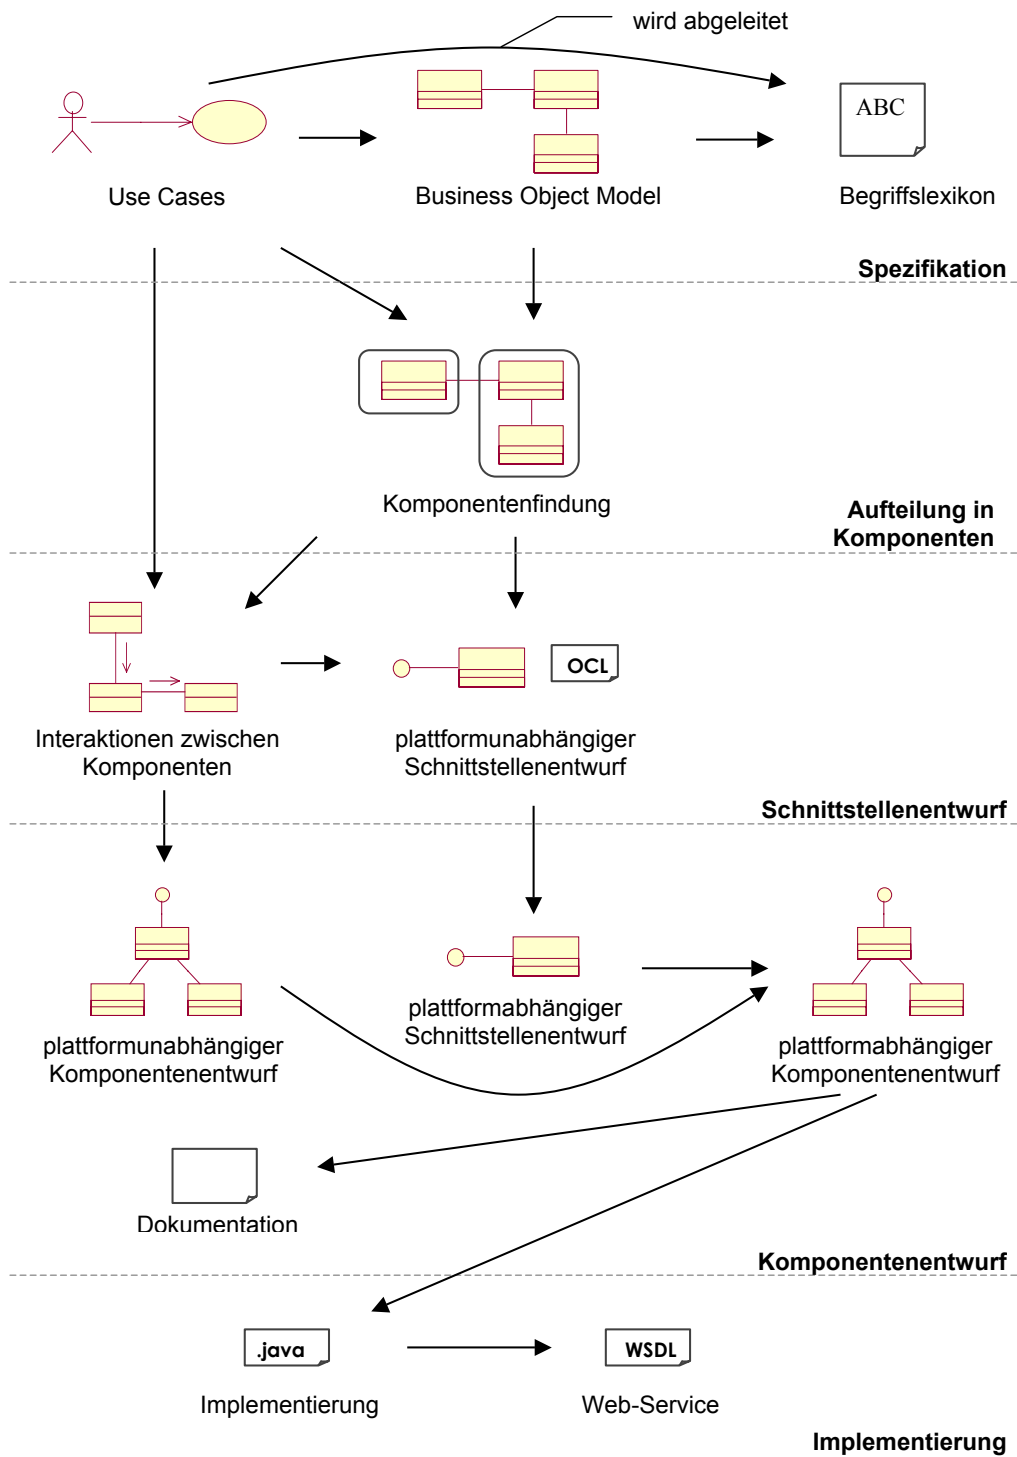 wird abgeleitet
ABC
Use Cases
Business Object Model
Begriffslexikon
Spezifikation
Komponentenfindung
Aufteilung in
Komponenten
OCL
Interaktionen zwischen
Komponenten
plattformunabhängiger
Schnittstellenentwurf
Schnittstellenentwurf
plattformunabhängiger
Komponentenentwurf
plattformabhängiger
Schnittstellenentwurf
plattformabhängiger
Komponentenentwurf
Dokumentation
Komponentenentwurf
.java
WSDL
Implementierung
Web-Service
Implementierung